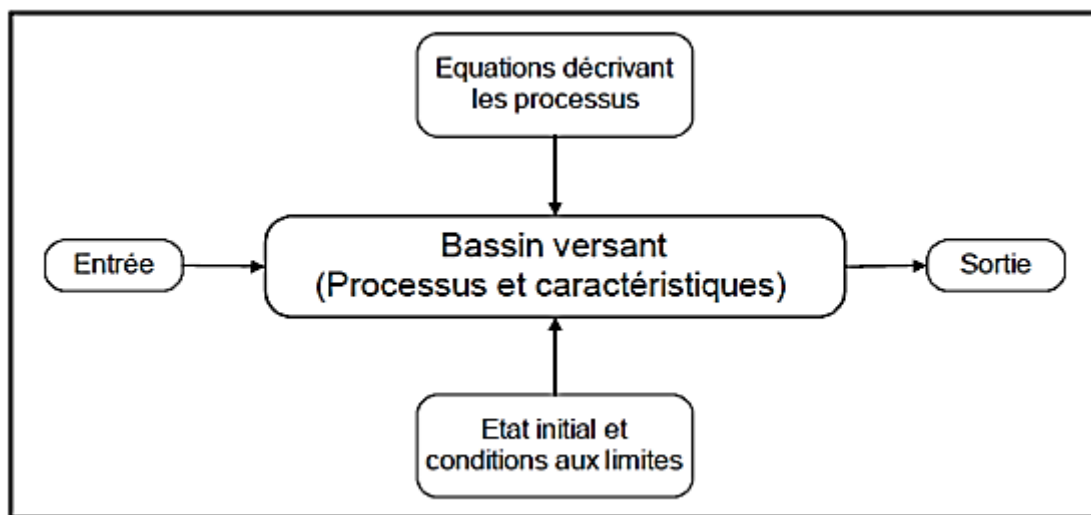 Equations décrivant
les processus
Entrée
Bassin versant
(Processus et caractéristiques)
Sortie
Etat initial et
conditions aux limites